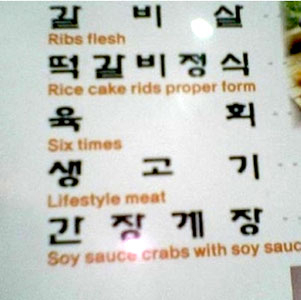 갈 비 살
Ribs flesh
떡 갈 비 정 식
Rice cake rids proper form
육 회
Six times
생 고 기
Lifestyle meat
간 장 게 장
Soy sauce crabs with soy sauc